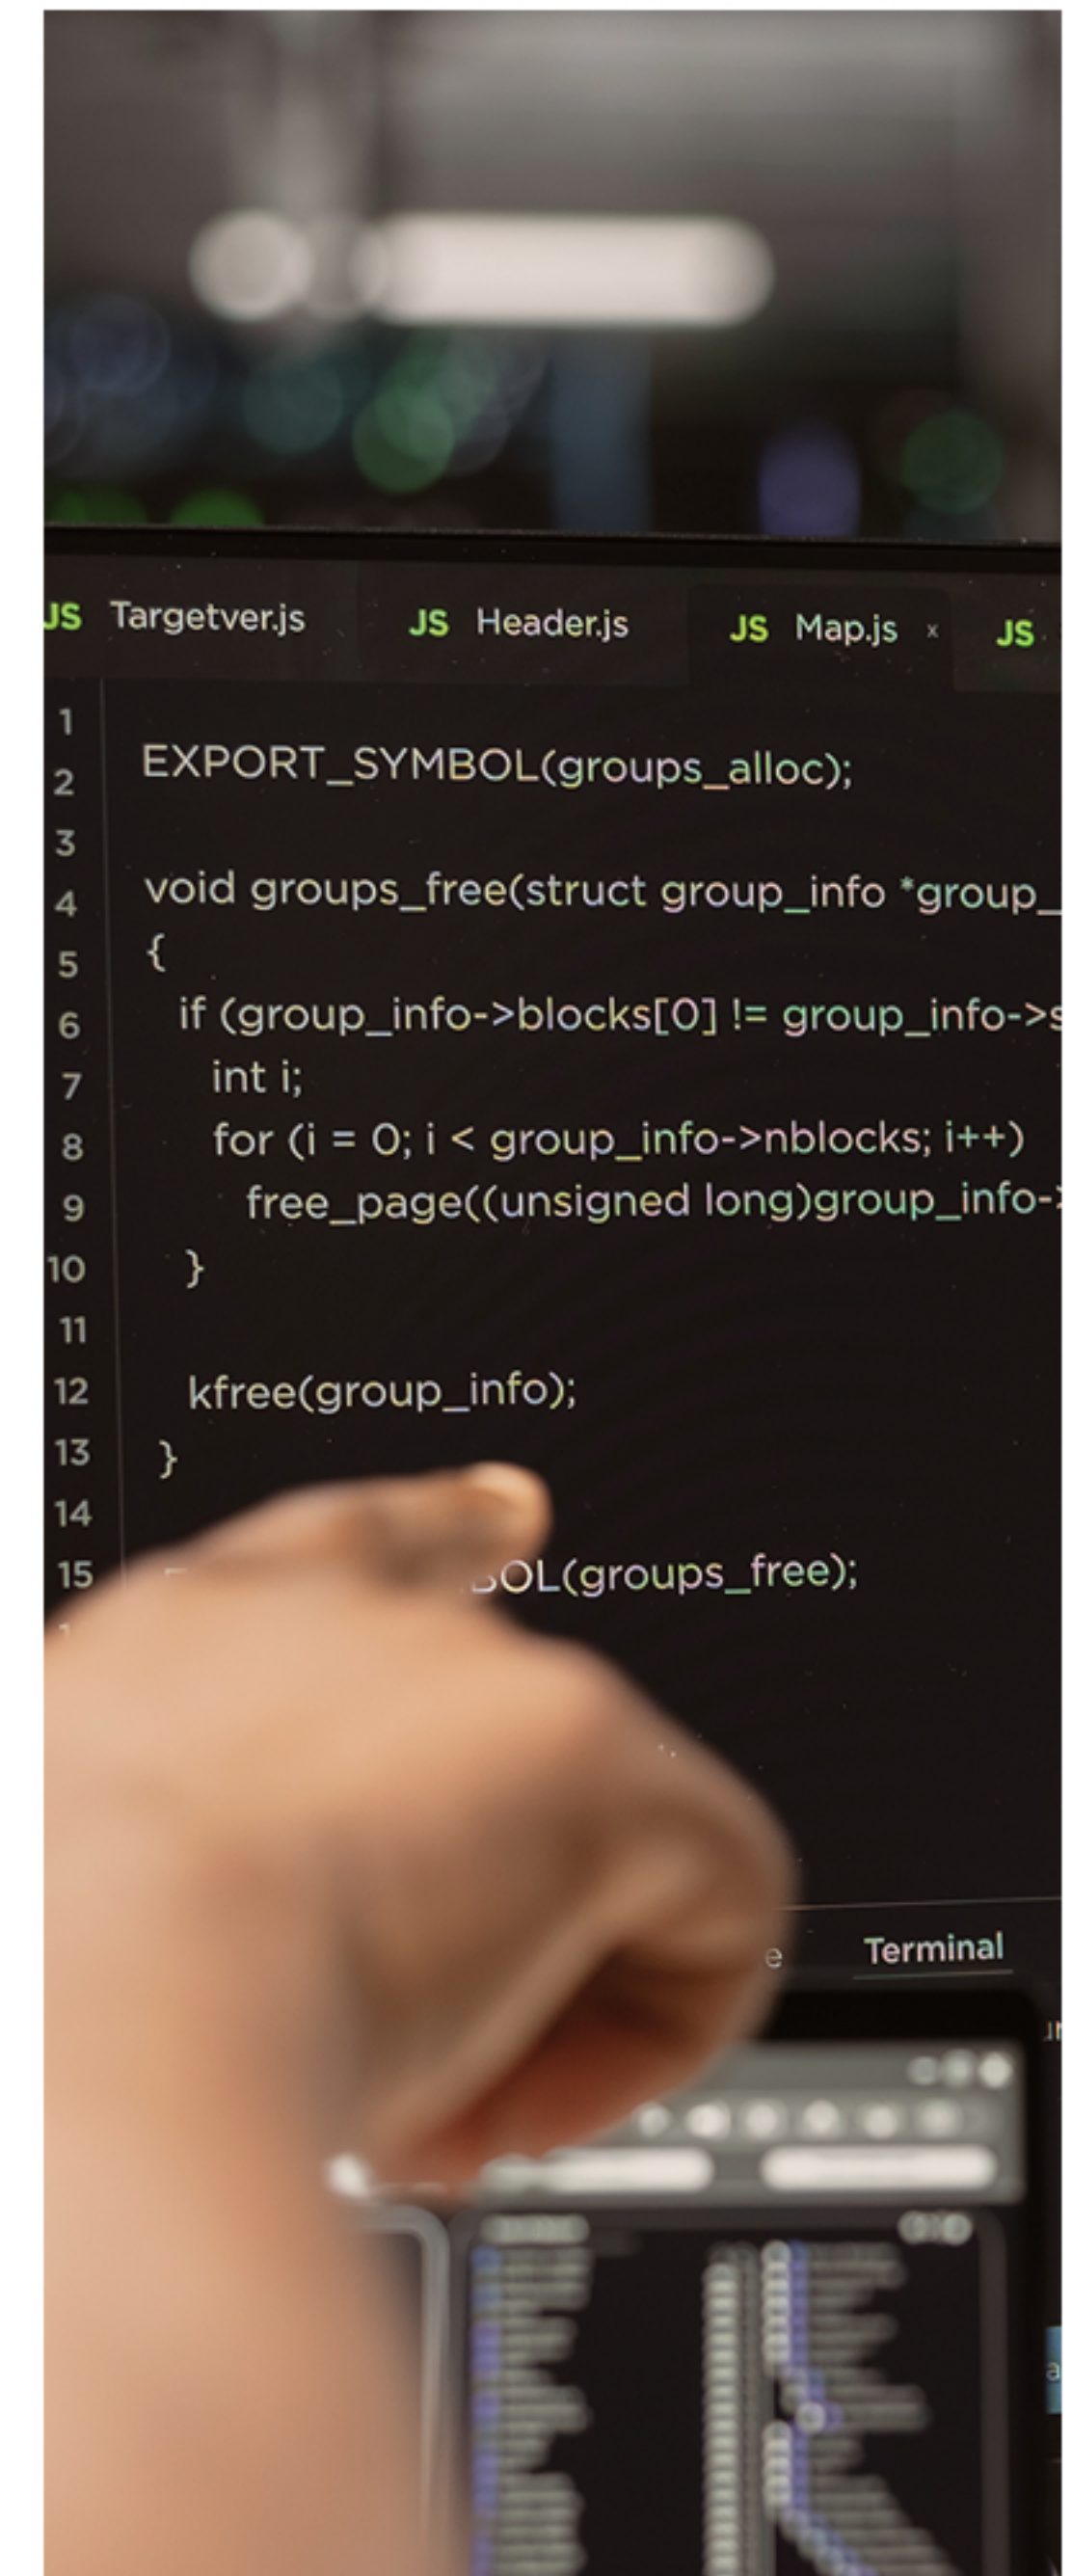 JS Targetver.js JS Header.js JS Map.js x JS
1
2 EXPORT_SYMBOL(groups_alloc);
3
4 void groups_free(struct group_info *group_
5 {
6 if (group_info->blocks[0] != group_info->s
7 int i;
8 for (i = 0; i < group_info->nblocks; i++)
9 free_page((unsigned long)group_info->
10 }
11
12 kfree(group_info);
13 }
14
15 BOL(groups_free);
e Terminal